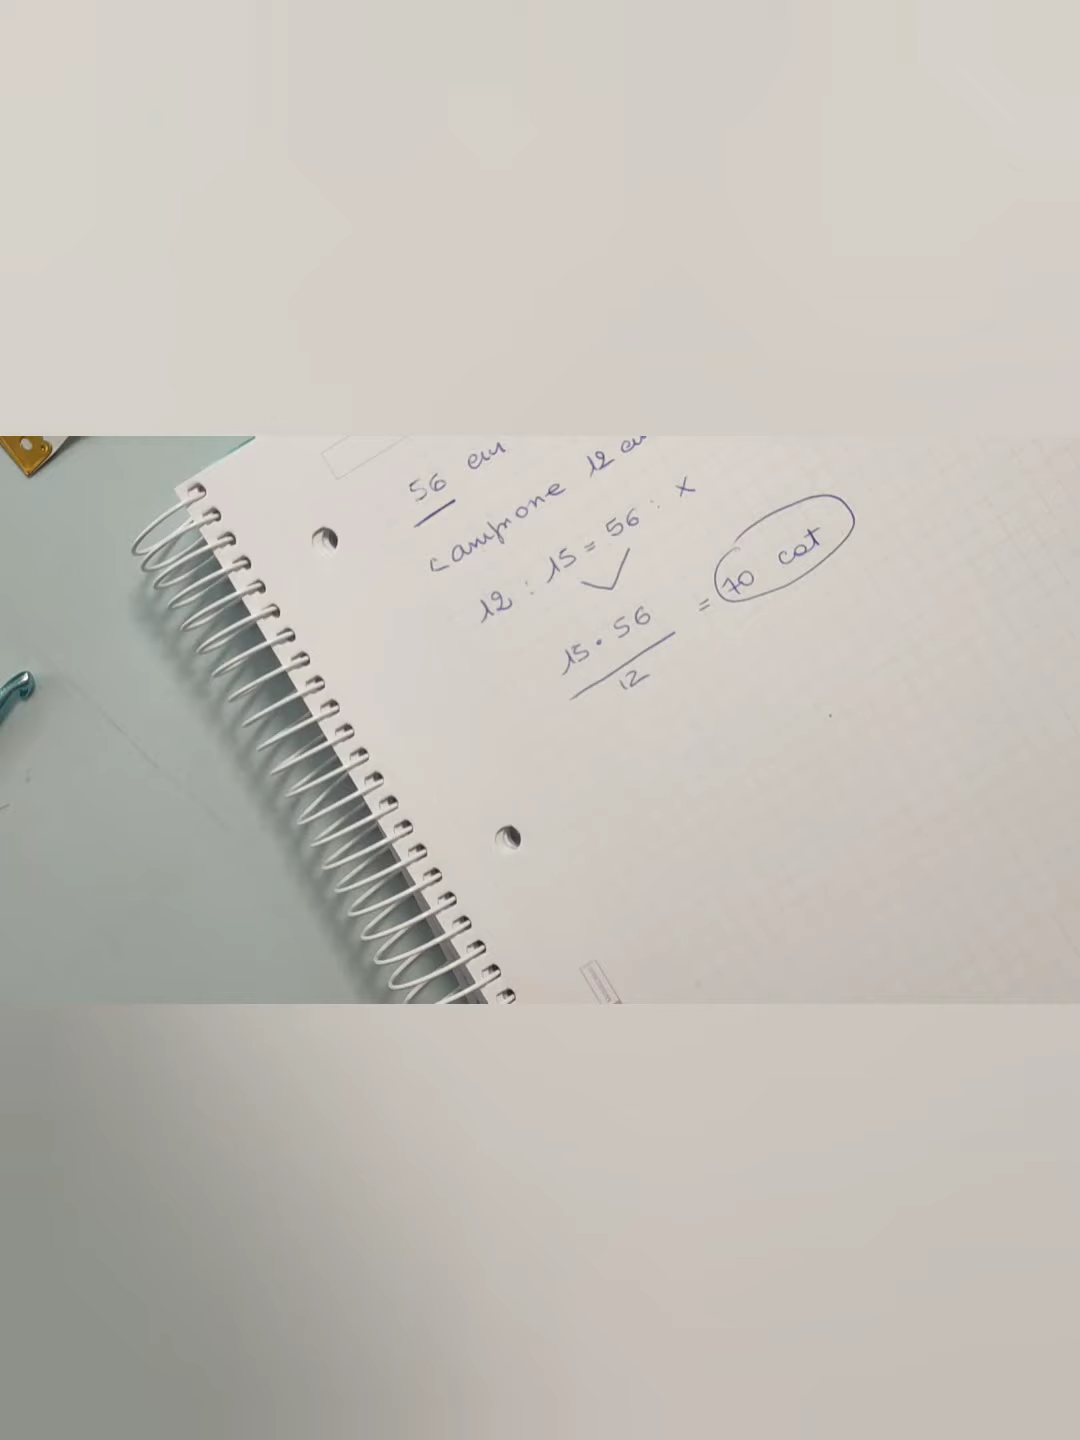 56 cm
campione 12 cm
12 : 15 = 56 : x
15 . 56
12
= 70 cat